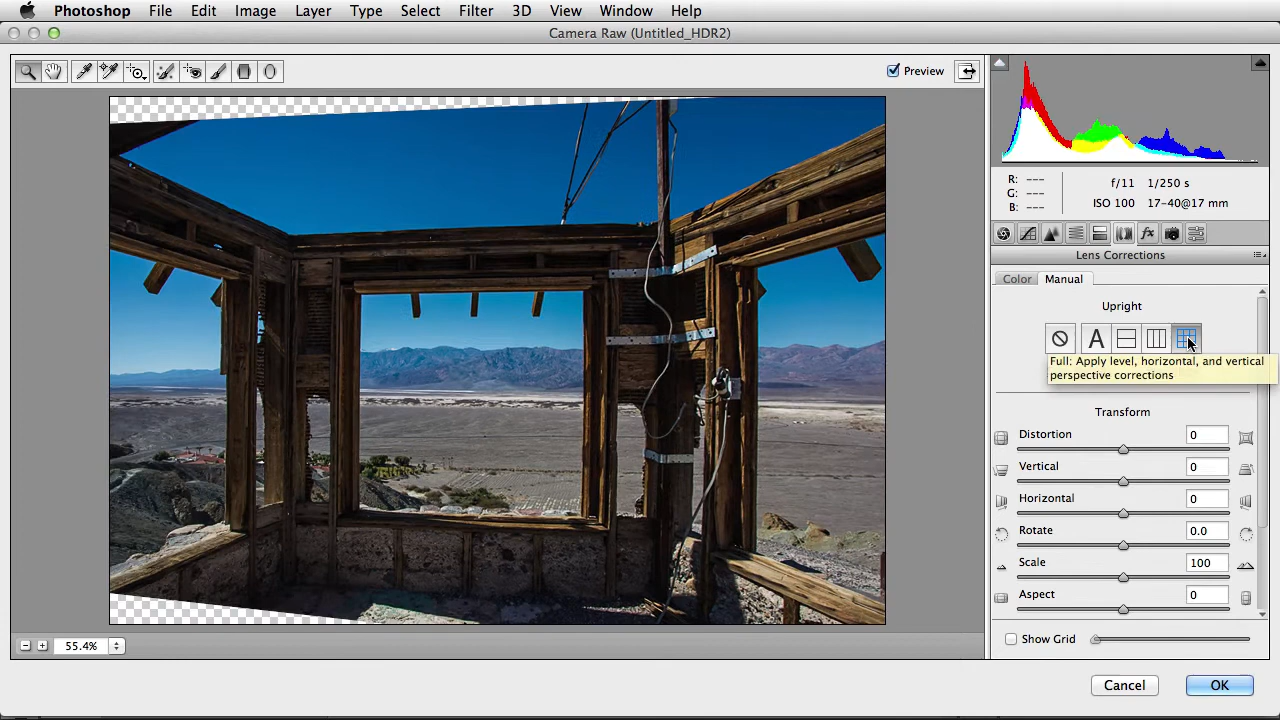 Photoshop File Edit Image Layer Type Select Filter 3D View Window Help
Camera Raw (Untitled_HDR2)
Preview
R: ---
G: ---
B: ---
f/11 1/250 s
ISO 100 17-40@17 mm
fx
Lens Corrections
Color Manual
Upright
A
Full: Apply level, horizontal, and vertical
perspective corrections
Transform
Distortion 0
Vertical 0
Horizontal 0
Rotate 0.0
Scale 100
Aspect 0
Show Grid
55.4%
Cancel OK